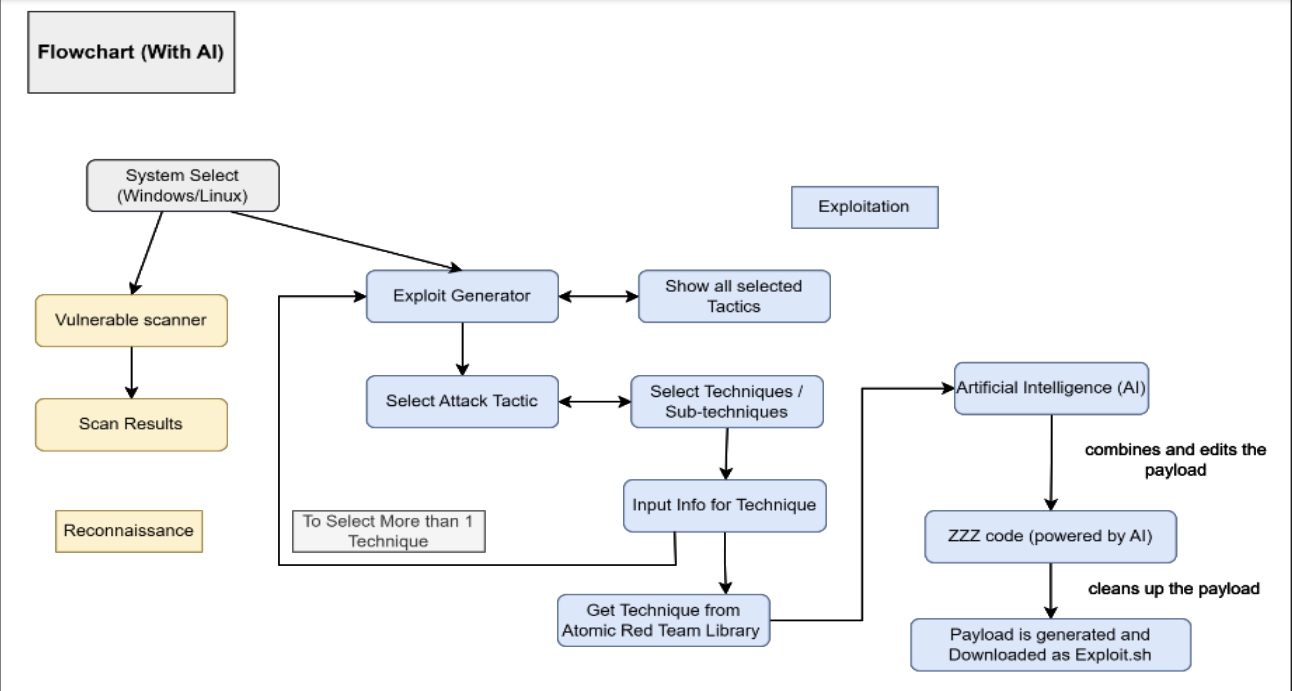 Flowchart (With AI)
System Select
(Windows/Linux)
Exploitation
Exploit Generator
Show all selected
Tactics
Vulnerable scanner
Select Attack Tactic
Select Techniques /
Sub-techniques
Artificial Intelligence (AI)
Scan Results
combines and edits the
payload
Input Info for Technique
To Select More than 1
Technique
Reconnaissance
ZZZ code (powered by AI)
cleans up the payload
Get Technique from
Atomic Red Team Library
Payload is generated and
Downloaded as Exploit.sh